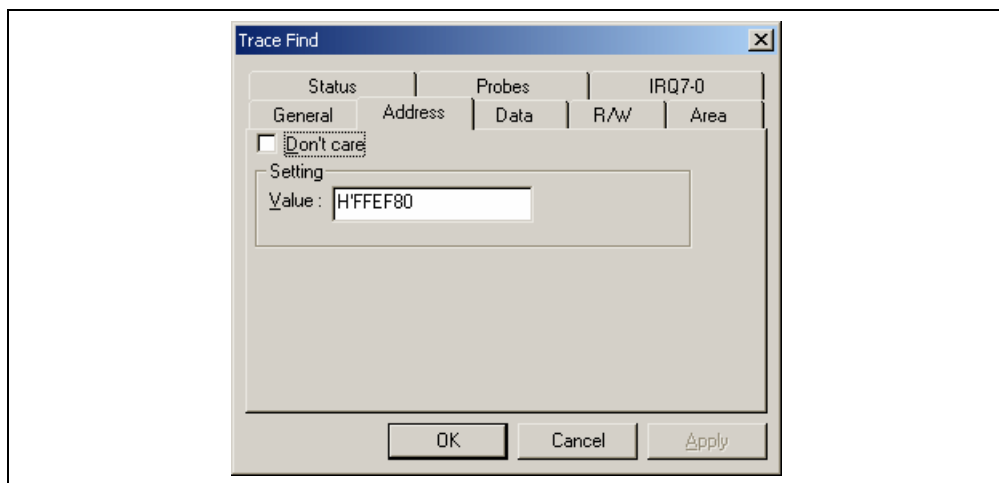 Trace Find
Status Probes IRQ7-0
General Address Data R/W Area
Don't care
Setting
Value : H'FFEF80
OK Cancel Apply